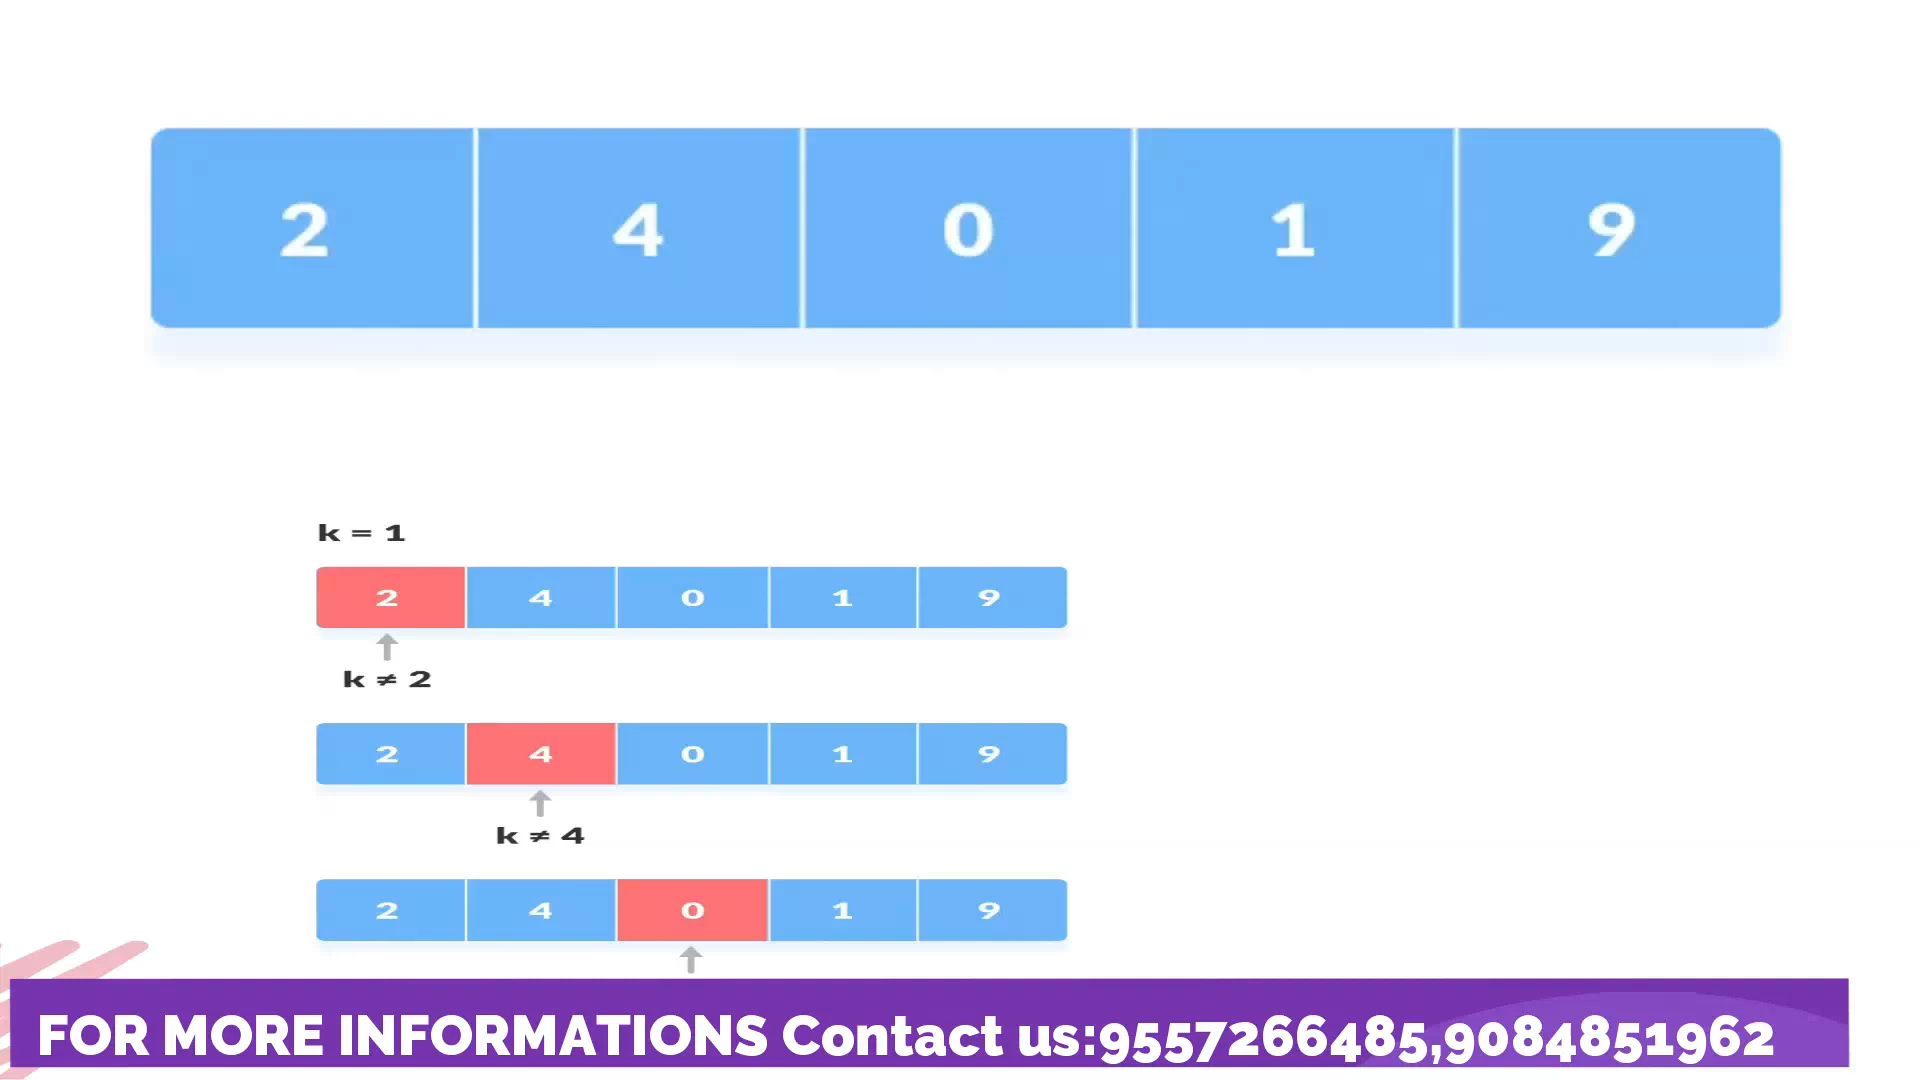 2 4 0 1 9
k = 1
2 4 0 1 9
k ≠ 2
2 4 0 1 9
k ≠ 4
2 4 0 1 9
FOR MORE INFORMATIONS Contact us:9557266485,9084851962